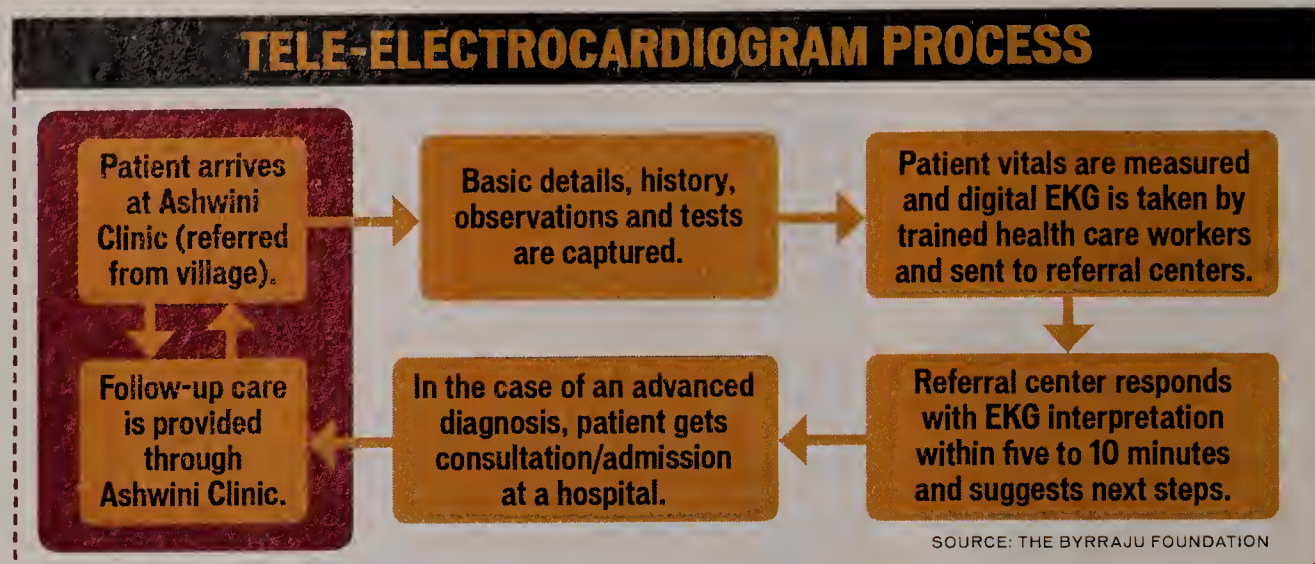 TELE-ELECTROCARDIOGRAM PROCESS
Patient arrives
at Ashwini
Clinic (referred
from village).
Basic details, history,
observations and tests
are captured.
Patient vitals are measured
and digital EKG is taken by
trained health care workers
and sent to referral centers.
Referral center responds
with EKG interpretation
within five to 10 minutes
and suggests next steps.
In the case of an advanced
diagnosis, patient gets
consultation/admission
at a hospital.
Follow-up care
is provided
through
Ashwini Clinic.
SOURCE: THE BYRRAJU FOUNDATION